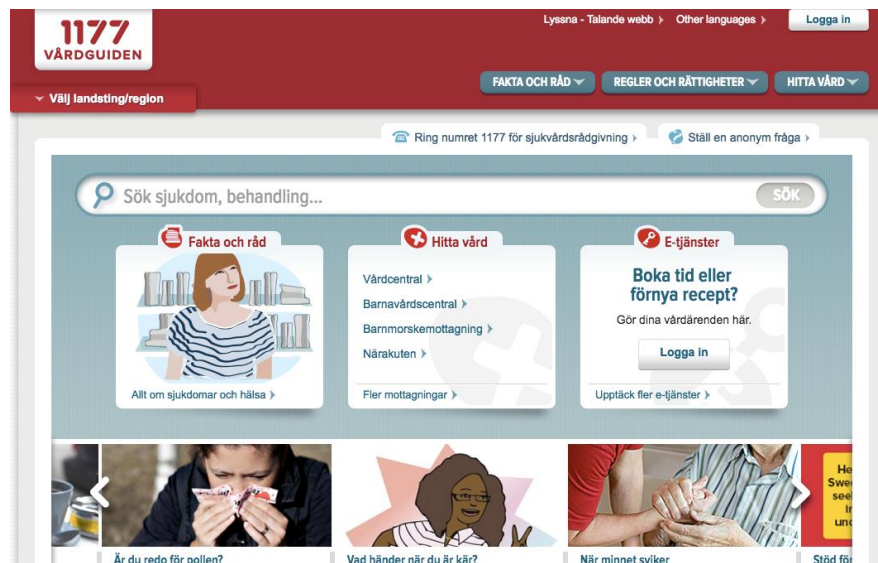 1177
VÅRDGUIDEN
Lyssna - Talande webb
Other languages
Logga in
Välj landsting/region
FAKTA OCH RÅD
REGLER OCH RÄTTIGHETER
HITTA VÅRD
Ring numret 1177 för sjukvårdsrådgivning
Ställ en anonym fråga
Sök sjukdom, behandling...
SÖK
Fakta och råd
Allt om sjukdomar och hälsa
Hitta vård
Vårdcentral
Barnavårdscentral
Barnmorskemottagning
Närakuten
Fler mottagningar
E-tjänster
Boka tid eller
förnya recept?
Gör dina vårdärenden här.
Logga in
Upptäck fler e-tjänster
Är du redo för pollen?
Vad händer när du är kär?
När minnet sviker
Stöd för